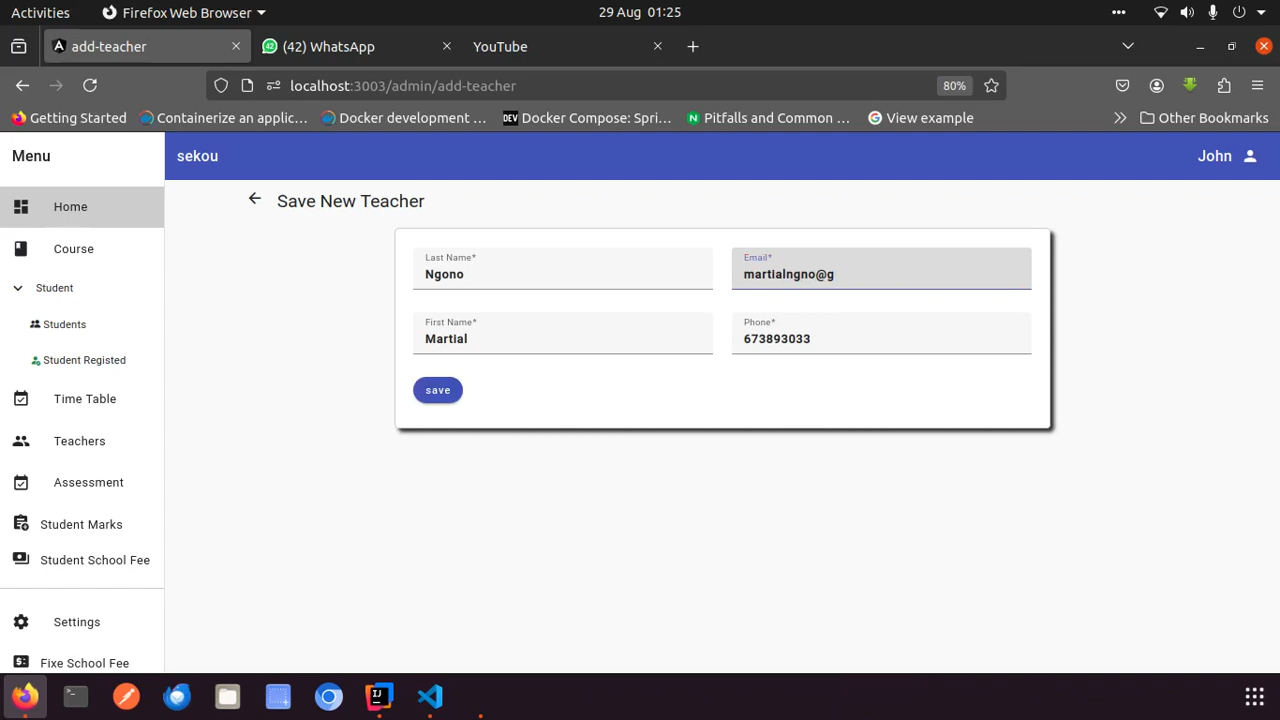 Activities Firefox Web Browser 29 Aug 01:25
add-teacher (42) WhatsApp YouTube
localhost:3003/admin/add-teacher 80%
Getting Started Containerize an applic… Docker development … DEV Docker Compose: Spri… N Pitfalls and Common … G View example Other Bookmarks
Menu sekou John
Home Save New Teacher
Course
Student
Students
Student Registed
Time Table
Teachers
Assessment
Student Marks
Student School Fee
Settings
Fixe School Fee
Last Name*
Ngono
Email*
martialngno@g
First Name*
Martial
Phone*
673893033
save